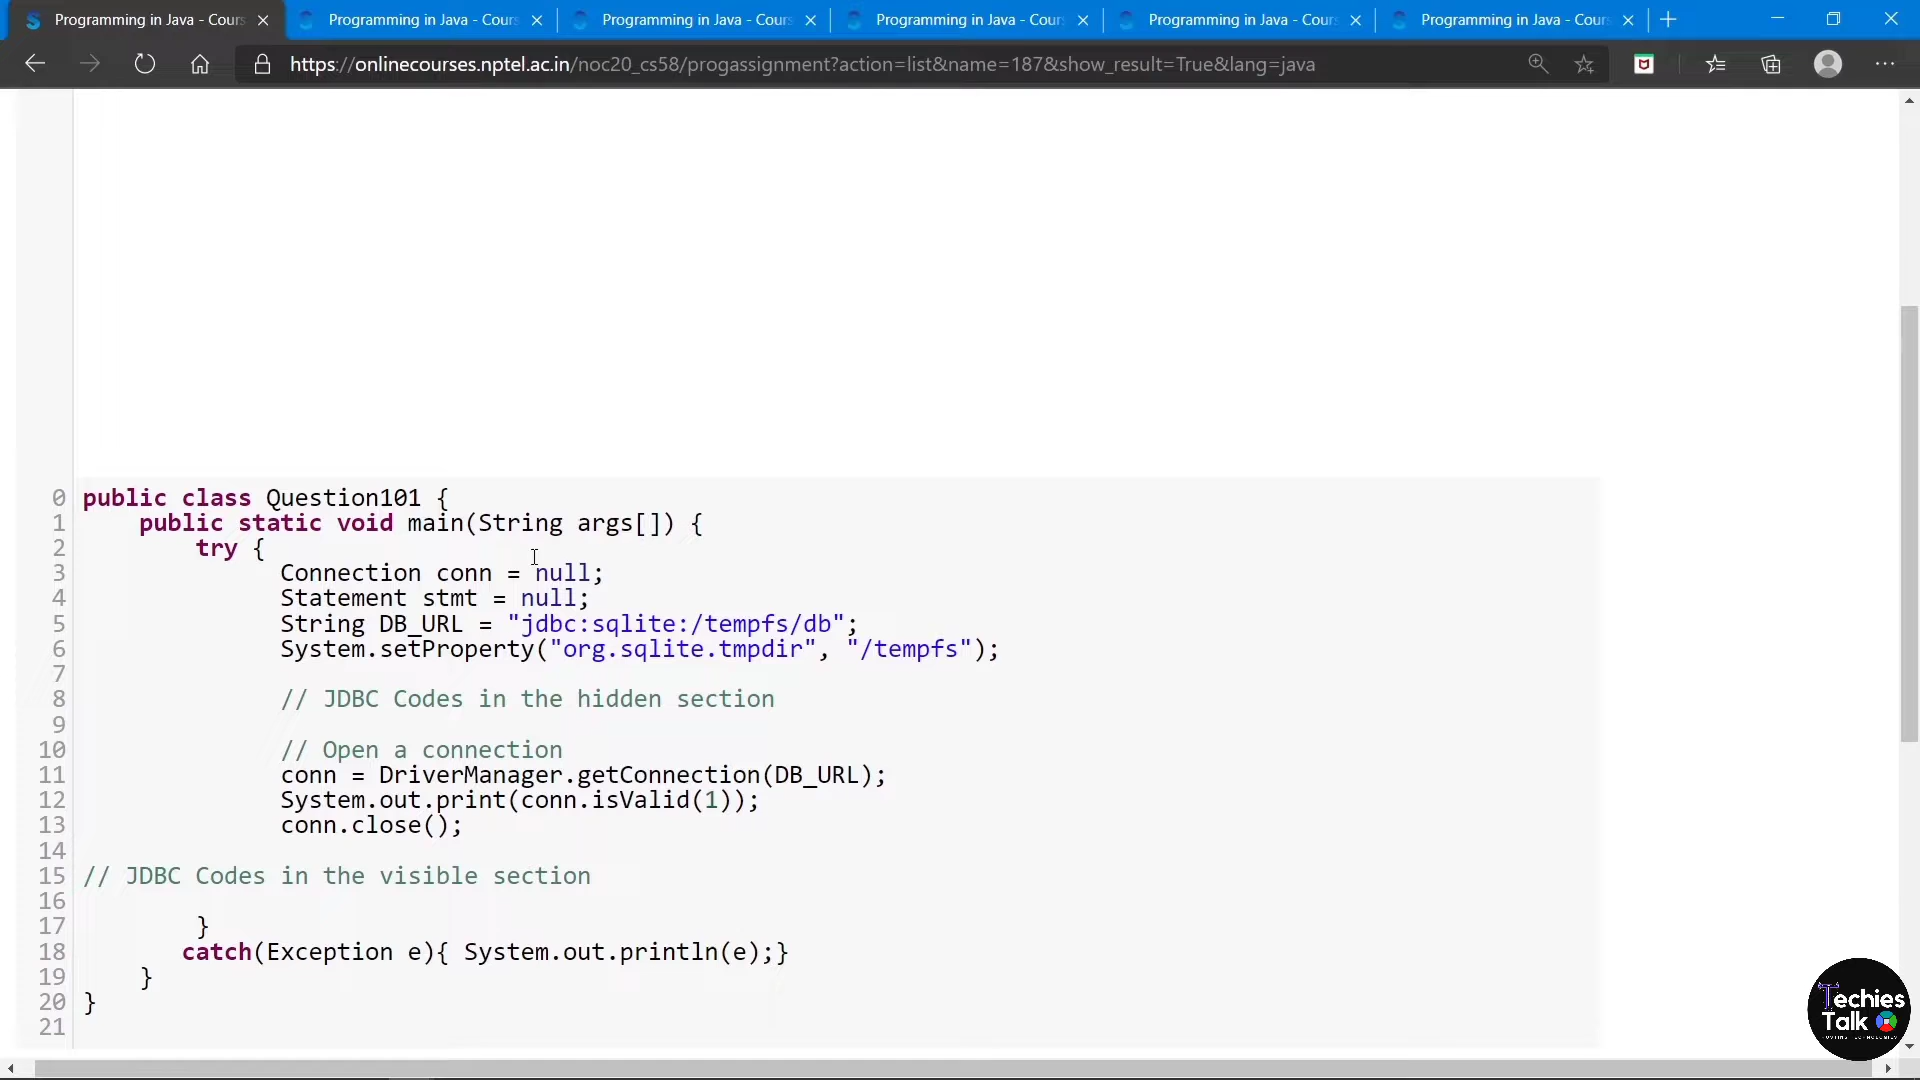 Programming in Java - Cours
Programming in Java - Cours
Programming in Java - Cours
Programming in Java - Cours
Programming in Java - Cours
Programming in Java - Cours
https://onlinecourses.nptel.ac.in/noc20_cs58/progassignment?action=list&name=187&show_result=True&lang=java
0 public class Question101 {
1 public static void main(String args[]) {
2 try {
3 Connection conn = null;
4 Statement stmt = null;
5 String DB_URL = "jdbc:sqlite:/tempfs/db";
6 System.setProperty("org.sqlite.tmpdir", "/tempfs");
7
8 // JDBC Codes in the hidden section
9
10 // Open a connection
11 conn = DriverManager.getConnection(DB_URL);
12 System.out.print(conn.isValid(1));
13 conn.close();
14
15 // JDBC Codes in the visible section
16
17 }
18 catch(Exception e){ System.out.println(e);}
19 }
20 }
21
Techies
Talk